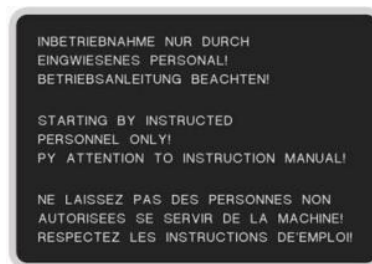 INBETRIEBNAHME NUR DURCH
EINGWIESENES PERSONAL!
BETRIEBSANLEITUNG BEACHTEN!
STARTING BY INSTRUCTED
PERSONNEL ONLY!
PY ATTENTION TO INSTRUCTION MANUAL!
NE LAISSEZ PAS DES PERSONNES NON
AUTORISEES SE SERVIR DE LA MACHINE!
RESPECTEZ LES INSTRUCTIONS DE'EMPLOI!